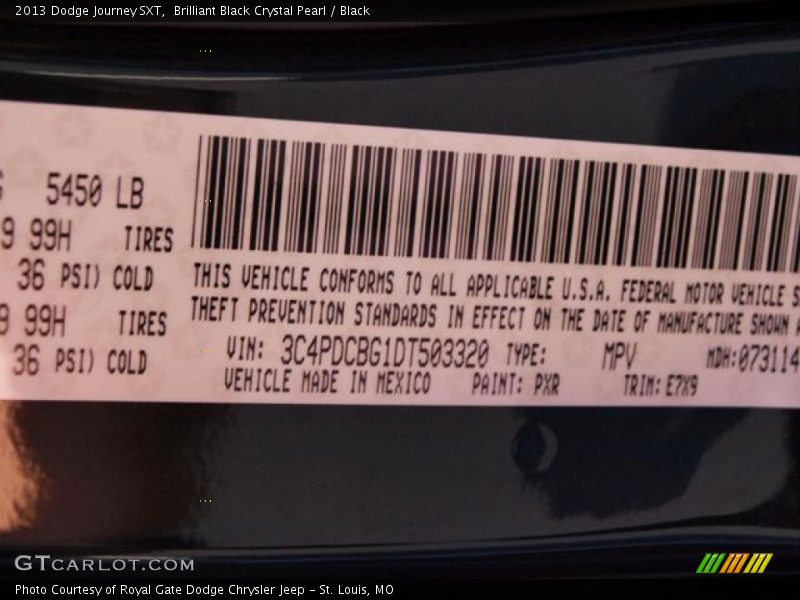 2013 Dodge Journey SXT, Brilliant Black Crystal Pearl / Black
5450 LB
99H TIRES
36 PSI) COLD
99H TIRES
36 PSI) COLD
THIS VEHICLE CONFORMS TO ALL APPLICABLE U.S.A. FEDERAL MOTOR VEHICLE S
THEFT PREVENTION STANDARDS IN EFFECT ON THE DATE OF MANUFACTURE SHOWN
VIN: 3C4PDCBG1DT503320 TYPE: MPV MDH:073114
VEHICLE MADE IN MEXICO PAINT: PXR TRIM: E7X9
GTCARLOT.COM
Photo Courtesy of Royal Gate Dodge Chrysler Jeep - St. Louis, MO